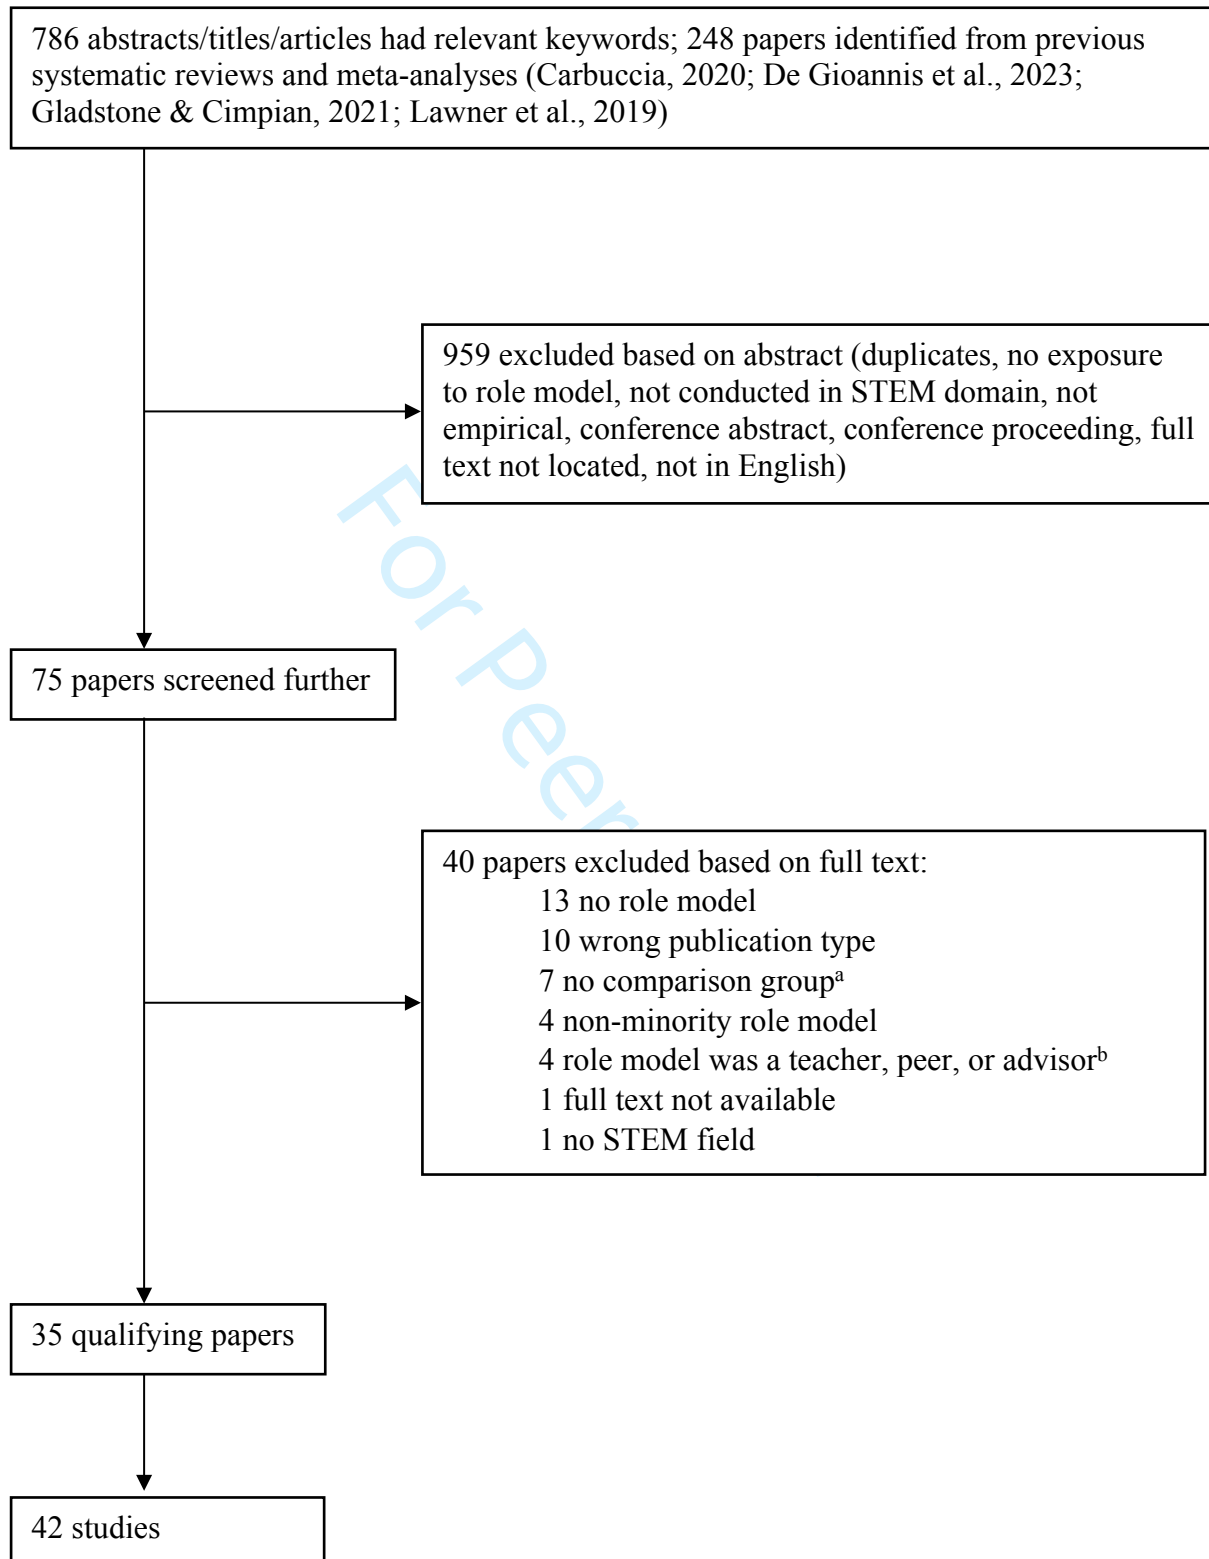 786 abstracts/titles/articles had relevant keywords; 248 papers identified from previous
systematic reviews and meta-analyses (Carbuccia, 2020; De Gioannis et al., 2023;
Gladstone & Cimpian, 2021; Lawner et al., 2019)
959 excluded based on abstract (duplicates, no exposure
to role model, not conducted in STEM domain, not
empirical, conference abstract, conference proceeding, full
text not located, not in English)
For Peer
75 papers screened further
40 papers excluded based on full text:
13 no role model
10 wrong publication type
7 no comparison groupᵃ
4 non-minority role model
4 role model was a teacher, peer, or advisorᵇ
1 full text not available
1 no STEM field
35 qualifying papers
42 studies